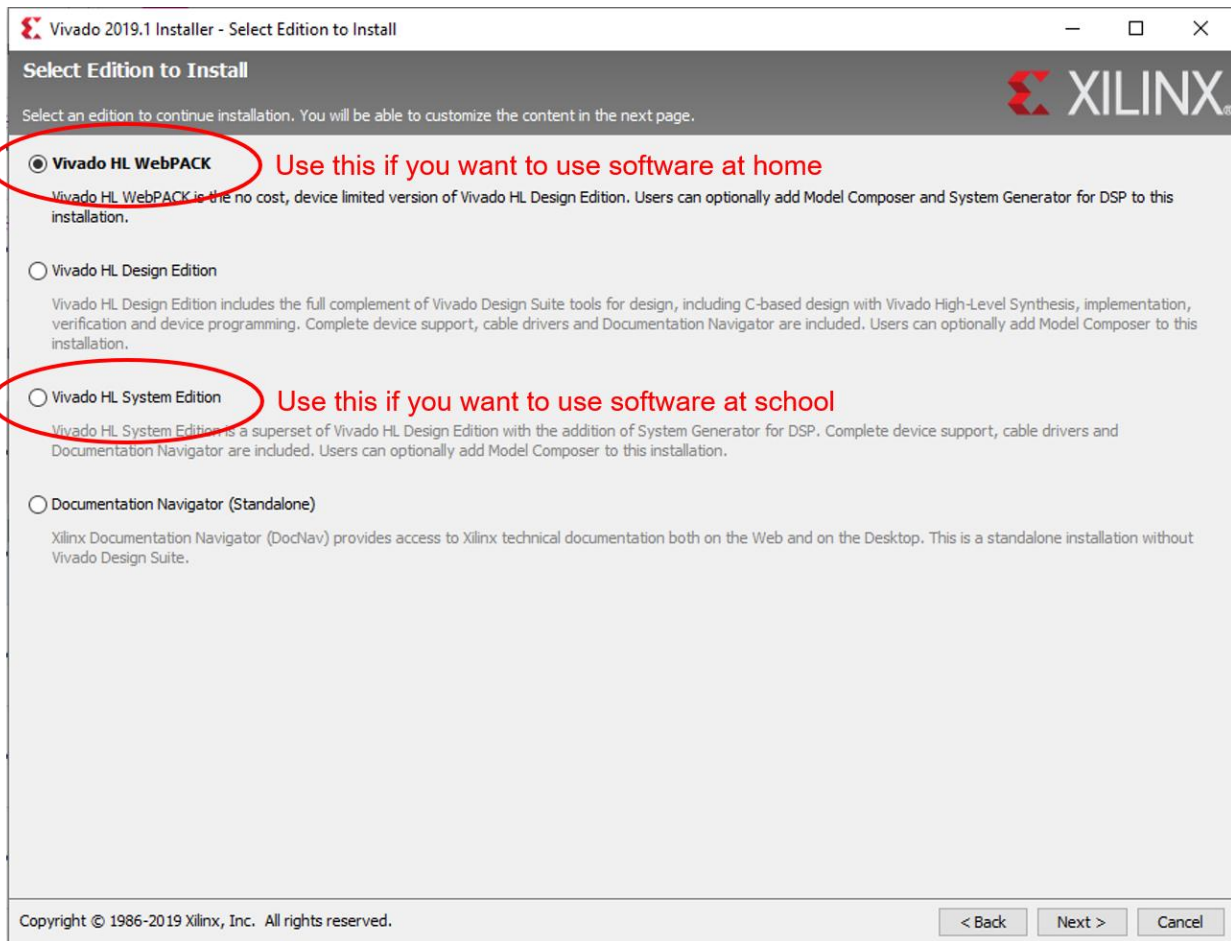 Vivado 2019.1 Installer - Select Edition to Install
Select Edition to Install
XILINX®
Select an edition to continue installation. You will be able to customize the content in the next page.
Vivado HL WebPACK Use this if you want to use software at home
Vivado HL WebPACK is the no cost, device limited version of Vivado HL Design Edition. Users can optionally add Model Composer and System Generator for DSP to this
installation.
Vivado HL Design Edition
Vivado HL Design Edition includes the full complement of Vivado Design Suite tools for design, including C-based design with Vivado High-Level Synthesis, implementation,
verification and device programming. Complete device support, cable drivers and Documentation Navigator are included. Users can optionally add Model Composer to this
installation.
Vivado HL System Edition Use this if you want to use software at school
Vivado HL System Edition is a superset of Vivado HL Design Edition with the addition of System Generator for DSP. Complete device support, cable drivers and
Documentation Navigator are included. Users can optionally add Model Composer to this installation.
Documentation Navigator (Standalone)
Xilinx Documentation Navigator (DocNav) provides access to Xilinx technical documentation both on the Web and on the Desktop. This is a standalone installation without
Vivado Design Suite.
Copyright © 1986-2019 Xilinx, Inc. All rights reserved. < Back Next > Cancel